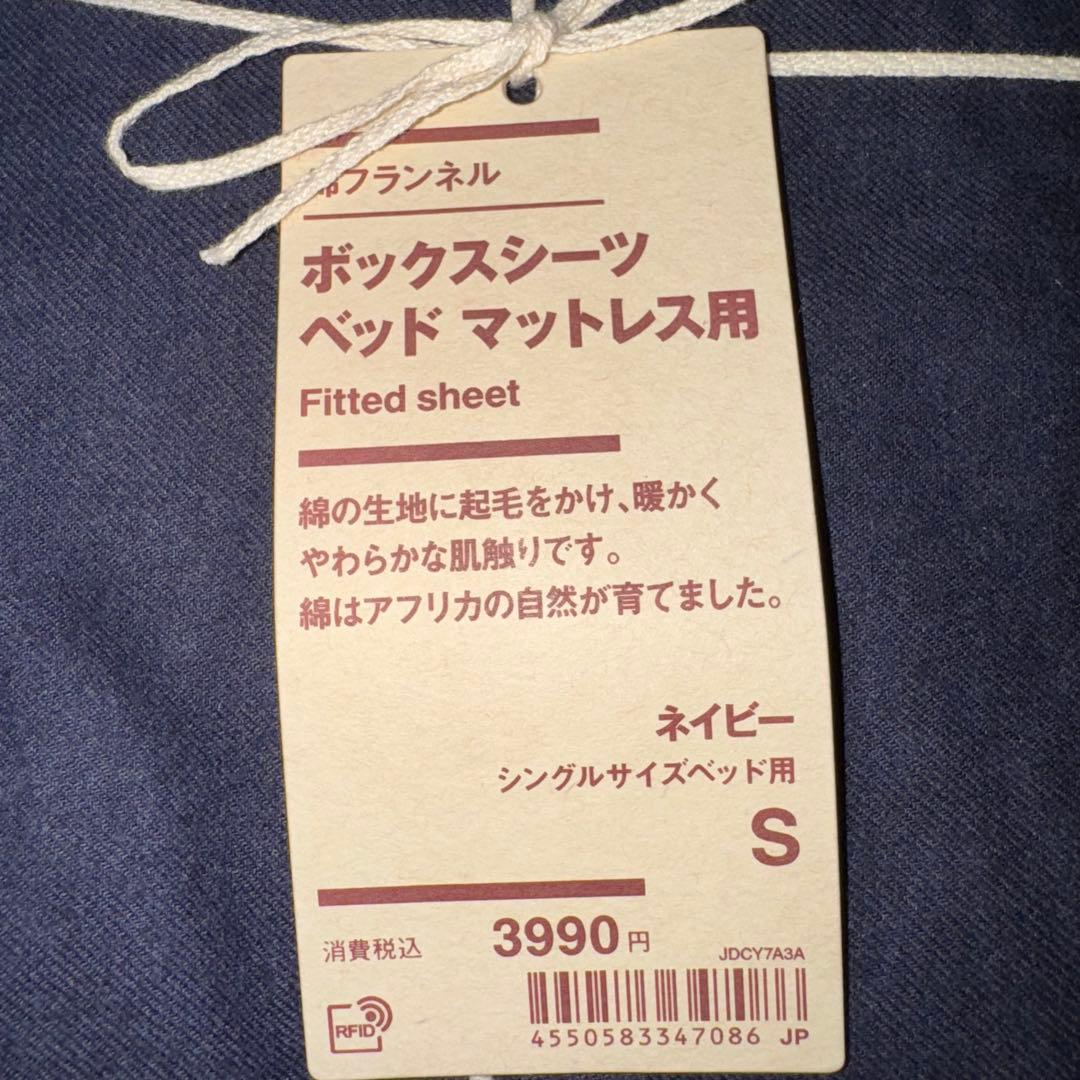 綿フランネル
ボックスシーツ
ベッド マットレス用
Fitted sheet
綿の生地に起毛をかけ、暖かく
やわらかな肌触りです。
綿はアフリカの自然が育てました。
ネイビー
シングルサイズベッド用
S
消費税込 3990円
JDCY7A3A
RFID
4550583347086 JP